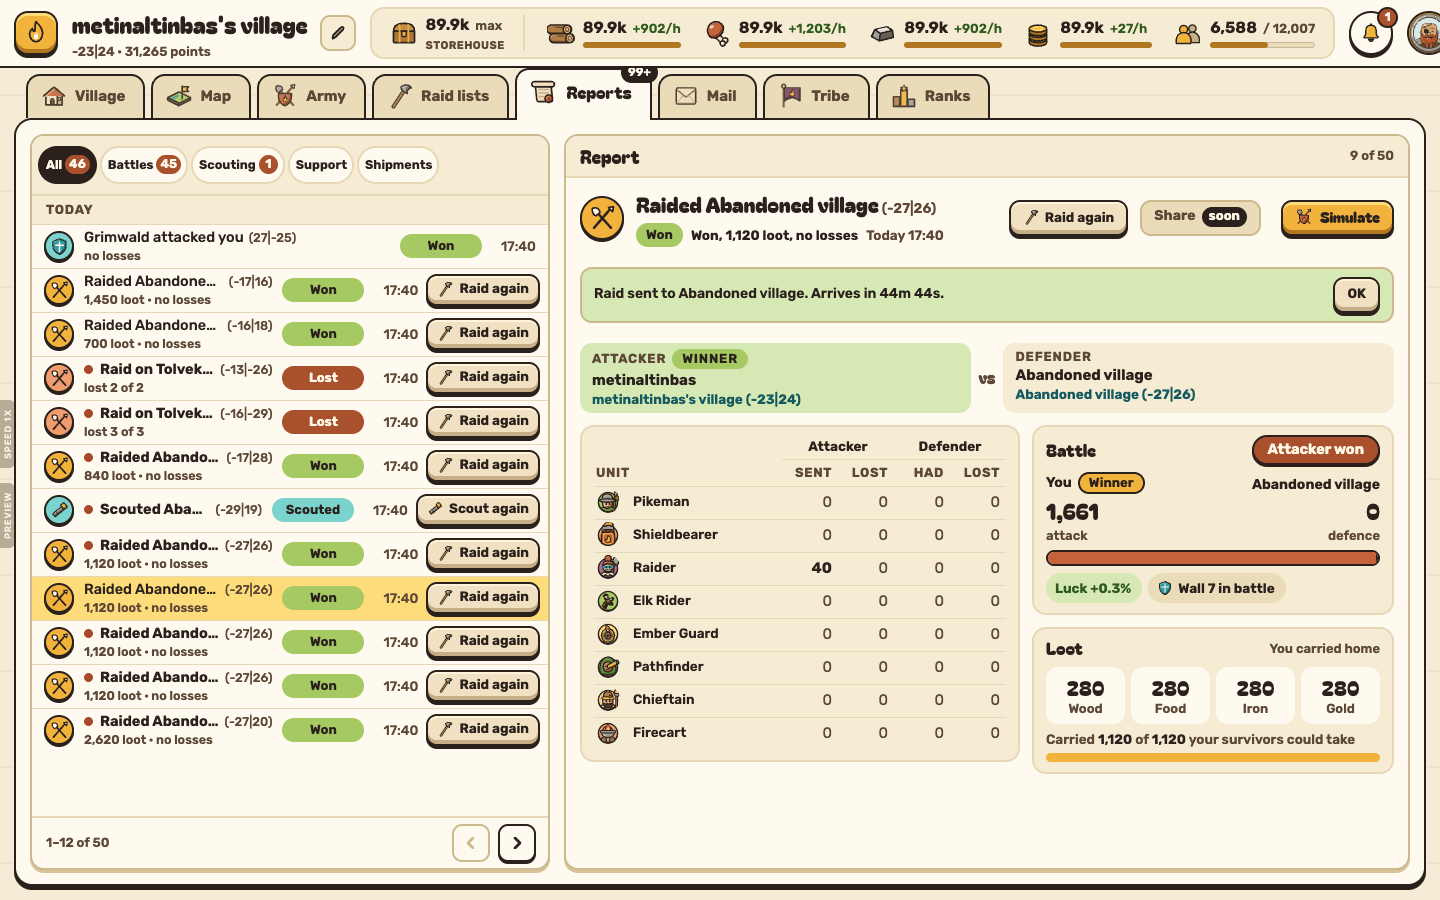 metinaltinbas's village
-23|24 • 31,265 points
89.9k max
STOREHOUSE
89.9k +902/h
89.9k +1,203/h
89.9k +902/h
89.9k +27/h
6,588 / 12,007
1
Village
Map
Army
Raid lists
Reports
99+
Mail
Tribe
Ranks
SPEED 1X
PREVIEW
All 46
Battles 45
Scouting 1
Support
Shipments
TODAY
Grimwald attacked you (27|-25)
no losses
Won
17:40
Raided Abandone... (-17|16)
1,450 loot • no losses
Won
17:40
Raid again
Raided Abandone... (-16|18)
700 loot • no losses
Won
17:40
Raid again
Raid on Tolvek... (-13|-26)
lost 2 of 2
Lost
17:40
Raid again
Raid on Tolvek... (-16|-29)
lost 3 of 3
Lost
17:40
Raid again
Raided Abando... (-17|28)
840 loot • no losses
Won
17:40
Raid again
Scouted Aba... (-29|19)
Scouted
17:40
Scout again
Raided Abando... (-27|26)
1,120 loot • no losses
Won
17:40
Raid again
Raided Abandone... (-27|26)
1,120 loot • no losses
Won
17:40
Raid again
Raided Abando... (-27|26)
1,120 loot • no losses
Won
17:40
Raid again
Raided Abando... (-27|26)
1,120 loot • no losses
Won
17:40
Raid again
Raided Abando... (-27|20)
2,620 loot • no losses
Won
17:40
Raid again
1–12 of 50
Report
9 of 50
Raided Abandoned village (-27|26)
Won Won, 1,120 loot, no losses Today 17:40
Raid again
Share soon
Simulate
Raid sent to Abandoned village. Arrives in 44m 44s.
OK
ATTACKER WINNER
metinaltinbas
metinaltinbas's village (-23|24)
vs
DEFENDER
Abandoned village
Abandoned village (-27|26)
Attacker Defender
UNIT SENT LOST HAD LOST
Pikeman 0 0 0 0
Shieldbearer 0 0 0 0
Raider 40 0 0 0
Elk Rider 0 0 0 0
Ember Guard 0 0 0 0
Pathfinder 0 0 0 0
Chieftain 0 0 0 0
Firecart 0 0 0 0
Battle
Attacker won
You Winner
Abandoned village
1,661 0
attack defence
Luck +0.3%
Wall 7 in battle
Loot
You carried home
280 280 280 280
Wood Food Iron Gold
Carried 1,120 of 1,120 your survivors could take